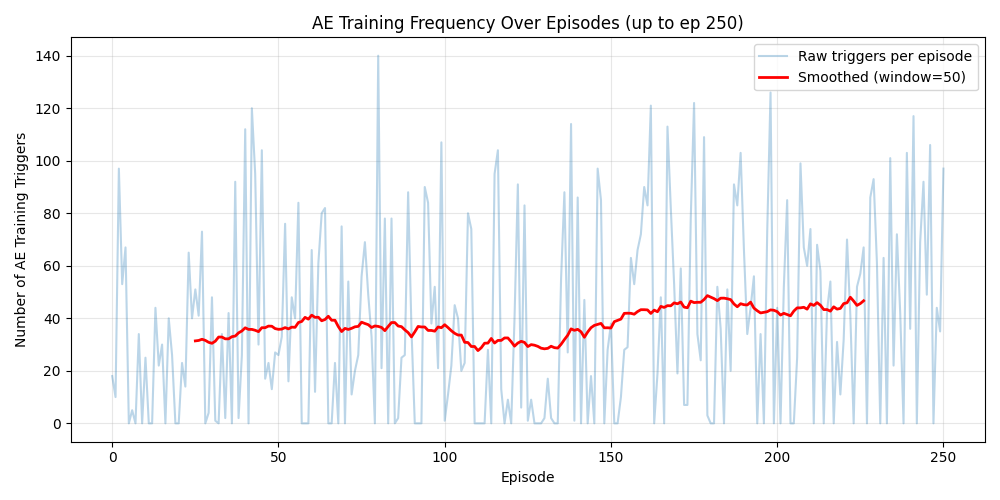 AE Training Frequency Over Episodes (up to ep 250)
Raw triggers per episode
Smoothed (window=50)
Number of AE Training Triggers
140
120
100
80
60
40
20
0
0 50 100 150 200 250
Episode